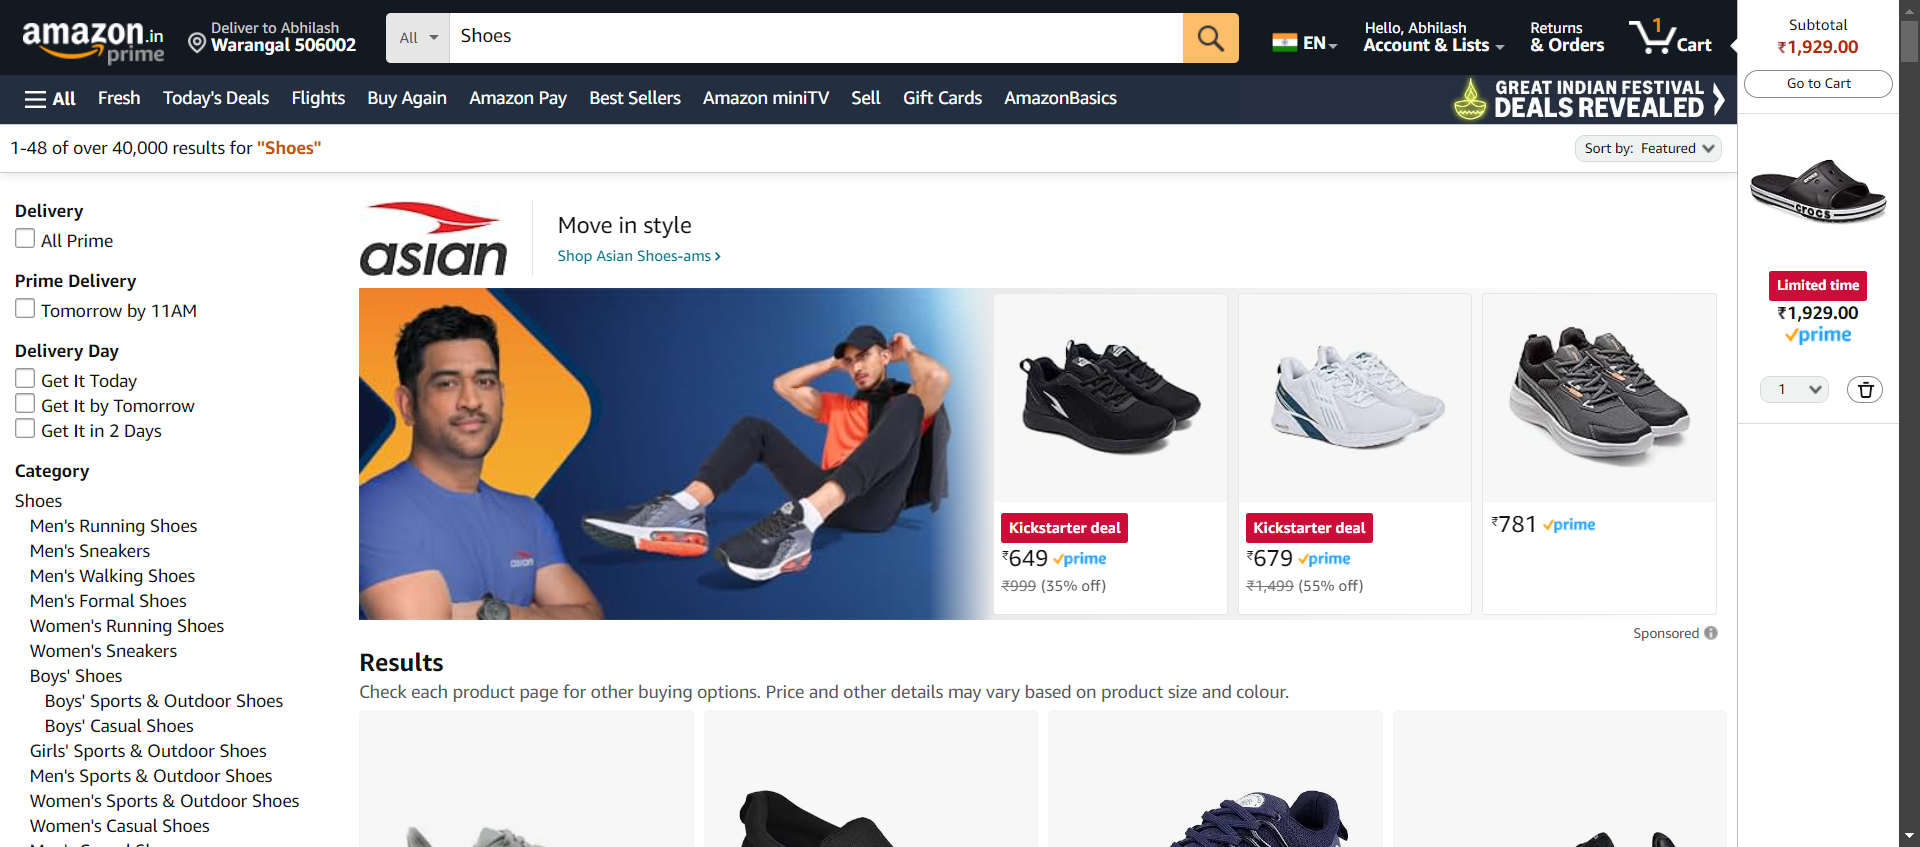 amazon.in
prime
Deliver to Abhilash
Warangal 506002
All
Shoes
EN
Hello, Abhilash
Account & Lists
Returns
& Orders
1
Cart
All
Fresh
Today's Deals
Flights
Buy Again
Amazon Pay
Best Sellers
Amazon miniTV
Sell
Gift Cards
AmazonBasics
GREAT INDIAN FESTIVAL
DEALS REVEALED
Subtotal
₹1,929.00
Go to Cart
crocs
Limited time
₹1,929.00
prime
1
1-48 of over 40,000 results for "Shoes"
Sort by: Featured
Delivery
All Prime
Prime Delivery
Tomorrow by 11AM
Delivery Day
Get It Today
Get It by Tomorrow
Get It in 2 Days
Category
Shoes
Men's Running Shoes
Men's Sneakers
Men's Walking Shoes
Men's Formal Shoes
Women's Running Shoes
Women's Sneakers
Boys' Shoes
Boys' Sports & Outdoor Shoes
Boys' Casual Shoes
Girls' Sports & Outdoor Shoes
Men's Sports & Outdoor Shoes
Women's Sports & Outdoor Shoes
Women's Casual Shoes
asian
Move in style
Shop Asian Shoes-ams
asian
Kickstarter deal
₹649 prime
₹999 (35% off)
Kickstarter deal
₹679 prime
₹1,499 (55% off)
₹781 prime
Sponsored
Results
Check each product page for other buying options. Price and other details may vary based on product size and colour.